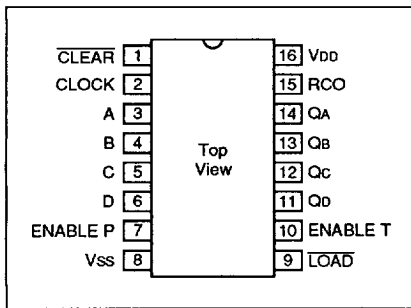 CLEAR 1 16 VDD
CLOCK 2 15 RCO
A 3 14 QA
B 4 13 QB
C 5 12 QC
D 6 11 QD
ENABLE P 7 10 ENABLE T
VSS 8 9 LOAD
Top
View